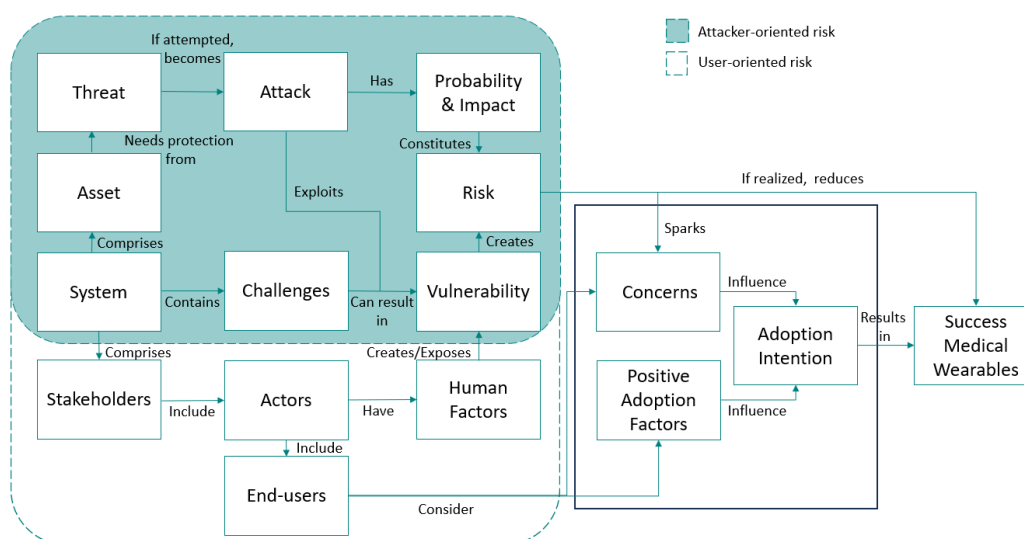 Attacker-oriented risk
User-oriented risk
If attempted,
becomes
Threat
Attack
Has
Probability
& Impact
Needs protection
from
Constitutes
Asset
Exploits
Risk
If realized, reduces
Comprises
Creates
Sparks
System
Contains
Challenges
Can result
in
Vulnerability
Concerns
Influence
Comprises
Creates/Exposes
Adoption
Intention
Results
in
Success
Medical
Wearables
Stakeholders
Include
Actors
Have
Human
Factors
Positive
Adoption
Factors
Influence
Include
End-users
Consider